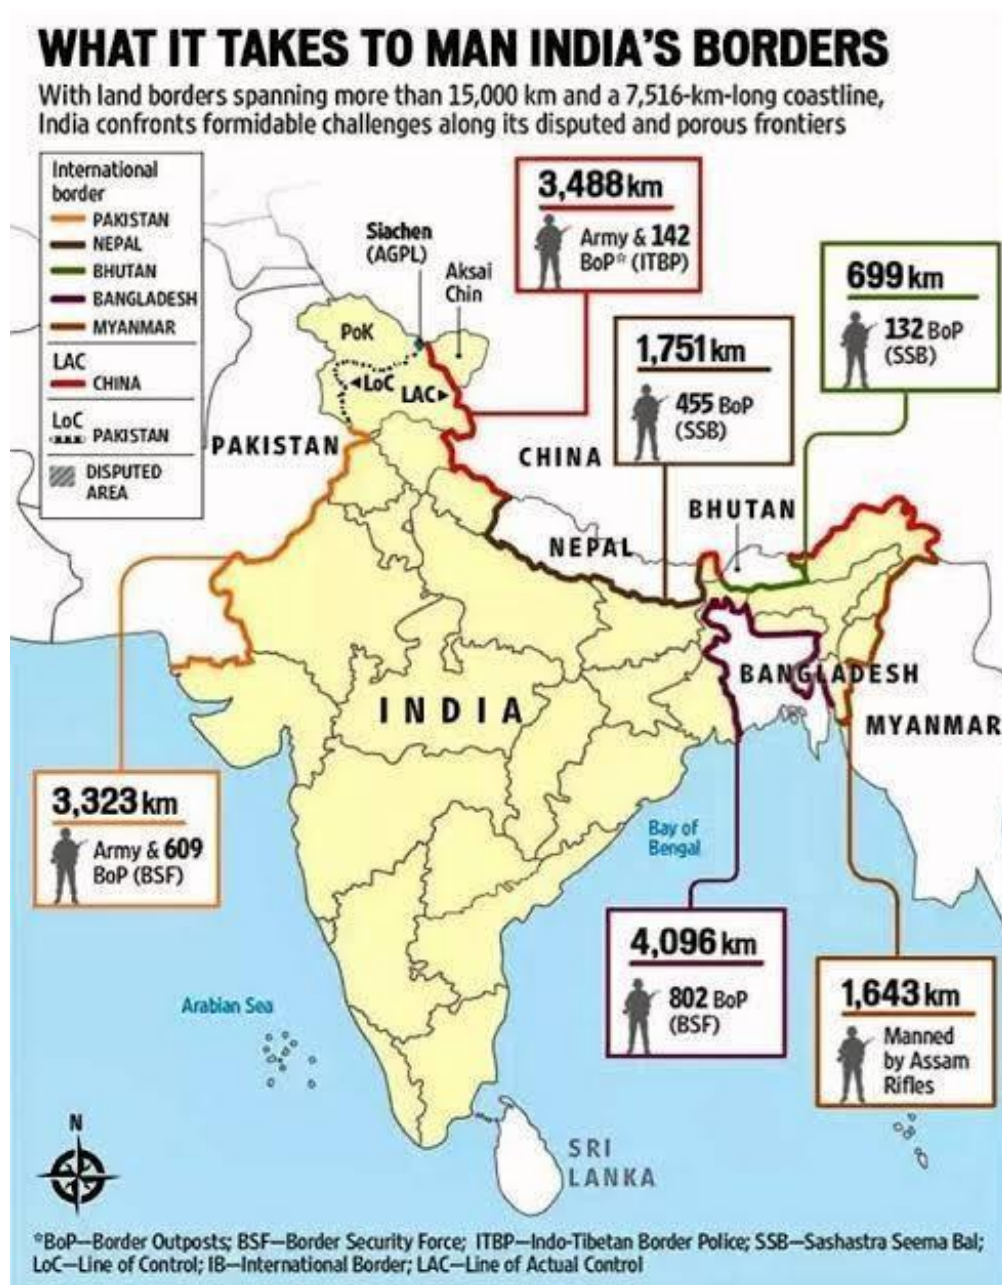 WHAT IT TAKES TO MAN INDIA'S BORDERS
With land borders spanning more than 15,000 km and a 7,516-km-long coastline,
India confronts formidable challenges along its disputed and porous frontiers
International
border
PAKISTAN
NEPAL
BHUTAN
BANGLADESH
MYANMAR
LAC
CHINA
LoC
PAKISTAN
DISPUTED
AREA
3,488 km
Army & 142
BoP* (ITBP)
Siachen
(AGPL)
Aksai
Chin
699 km
132 BoP
(SSB)
1,751 km
455 BoP
(SSB)
PoK
LoC
LAC
PAKISTAN
CHINA
BHUTAN
NEPAL
BANGLADESH
INDIA
MYANMAR
3,323 km
Army & 609
BoP (BSF)
Bay of
Bengal
4,096 km
802 BoP
(BSF)
1,643 km
Manned
by Assam
Rifles
Arabian Sea
N
SRI
LANKA
*BoP—Border Outposts; BSF—Border Security Force; ITBP—Indo-Tibetan Border Police; SSB—Sashastra Seema Bal;
LoC—Line of Control; IB—International Border; LAC—Line of Actual Control